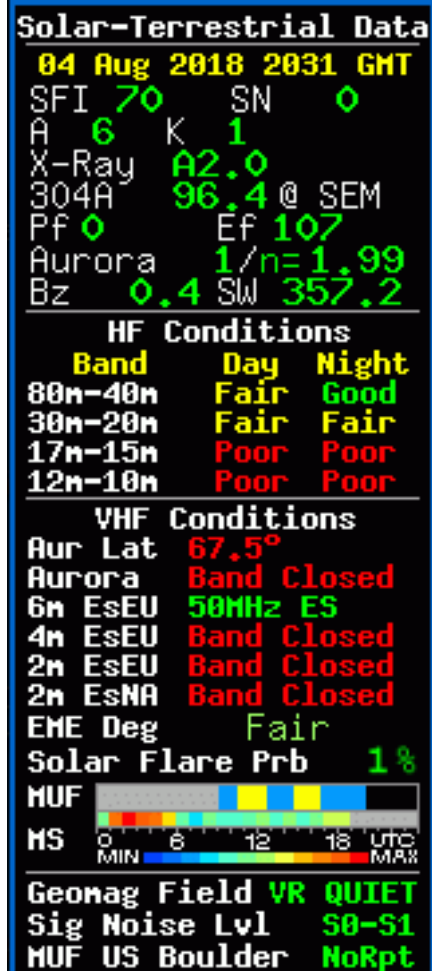 Solar-Terrestrial Data
04 Aug 2018 2031 GMT
SFI 70 SN 0
A 6 K 1
X-Ray A2.0
304A 96.4 @ SEM
Pf 0 Ef 107
Aurora 1/n=1.99
Bz 0.4 SW 357.2
HF Conditions
Band Day Night
80m-40m Fair Good
30m-20m Fair Fair
17m-15m Poor Poor
12m-10m Poor Poor
VHF Conditions
Aur Lat 67.5°
Aurora Band Closed
6m EsEU 50MHz ES
4m EsEU Band Closed
2m EsEU Band Closed
2m EsNA Band Closed
EME Deg Fair
Solar Flare Prb 1%
MUF
MS 0 6 12 18 UTC
MIN MAX
Geomag Field VR QUIET
Sig Noise Lvl S0-S1
MUF US Boulder NoRpt